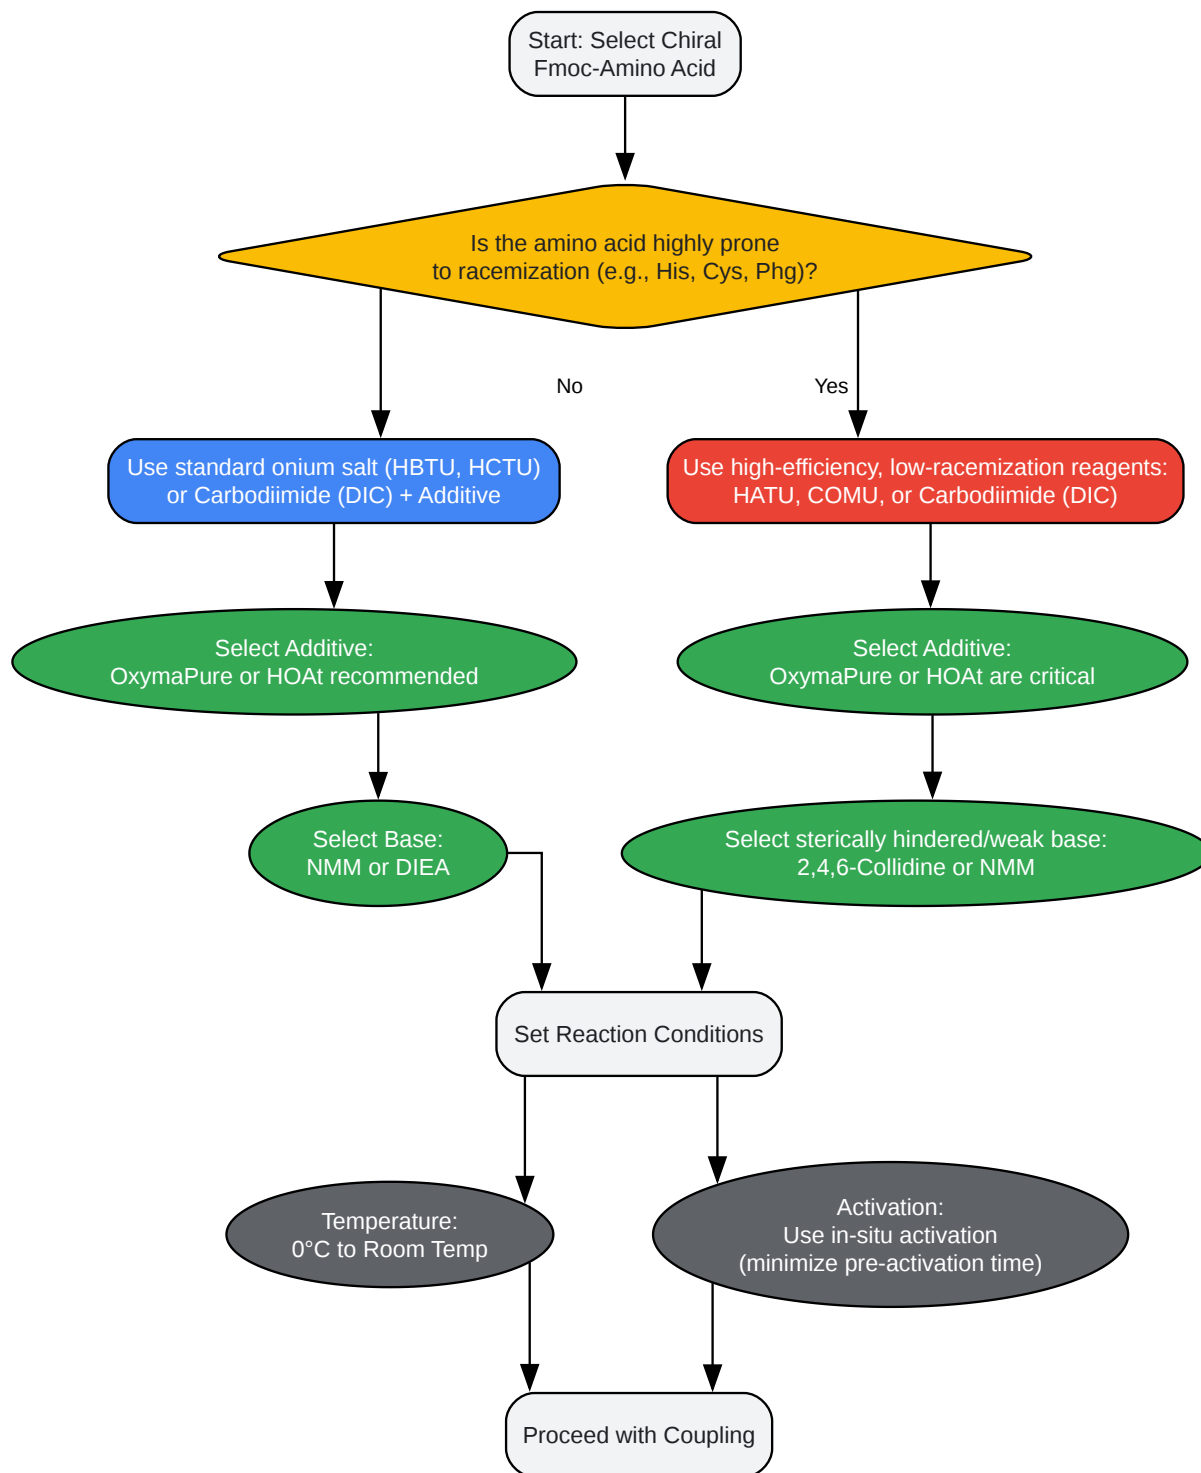 Start: Select Chiral
Fmoc-Amino Acid
Is the amino acid highly prone
to racemization (e.g., His, Cys, Phg)?
No
Yes
Use standard onium salt (HBTU, HCTU)
or Carbodiimide (DIC) + Additive
Use high-efficiency, low-racemization reagents:
HATU, COMU, or Carbodiimide (DIC)
Select Additive:
OxymaPure or HOAt recommended
Select Additive:
OxymaPure or HOAt are critical
Select Base:
NMM or DIEA
Select sterically hindered/weak base:
2,4,6-Collidine or NMM
Set Reaction Conditions
Temperature:
0°C to Room Temp
Activation:
Use in-situ activation
(minimize pre-activation time)
Proceed with Coupling